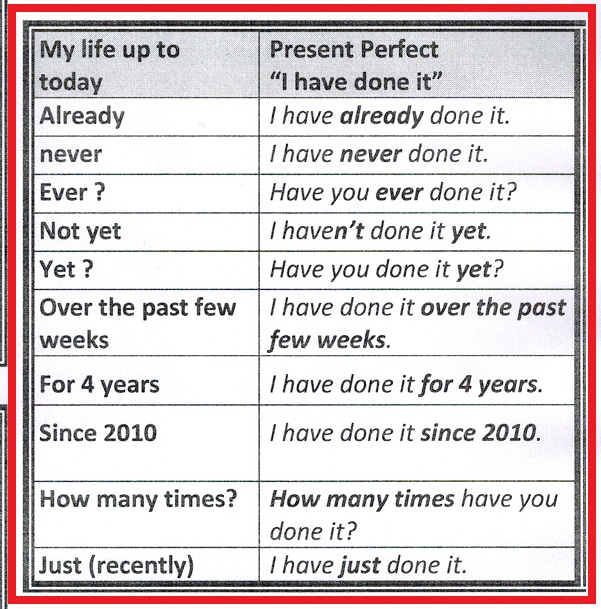 My life up to today
Present Perfect
“I have done it”
Already
I have already done it.
never
I have never done it.
Ever ?
Have you ever done it?
Not yet
I haven’t done it yet.
Yet ?
Have you done it yet?
Over the past few
weeks
I have done it over the past
few weeks.
For 4 years
I have done it for 4 years.
Since 2010
I have done it since 2010.
How many times?
How many times have you
done it?
Just (recently)
I have just done it.